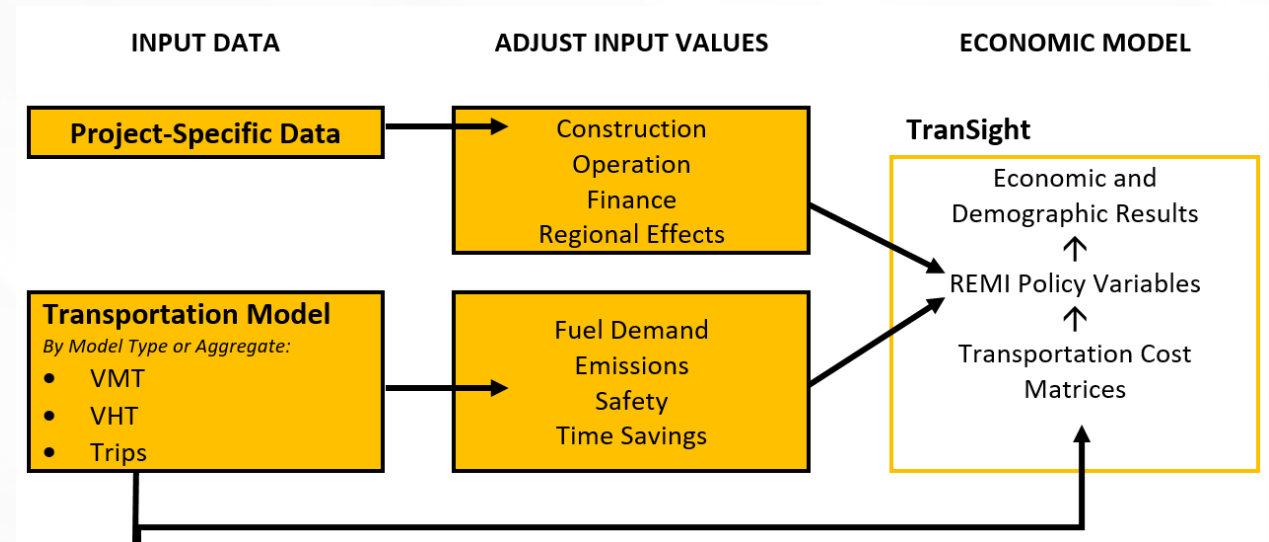 INPUT DATA
ADJUST INPUT VALUES
ECONOMIC MODEL
Project-Specific Data
Construction
Operation
Finance
Regional Effects
TranSight
Economic and
Demographic Results
REMI Policy Variables
Transportation Cost
Matrices
Transportation Model
By Model Type or Aggregate:
• VMT
• VHT
• Trips
Fuel Demand
Emissions
Safety
Time Savings